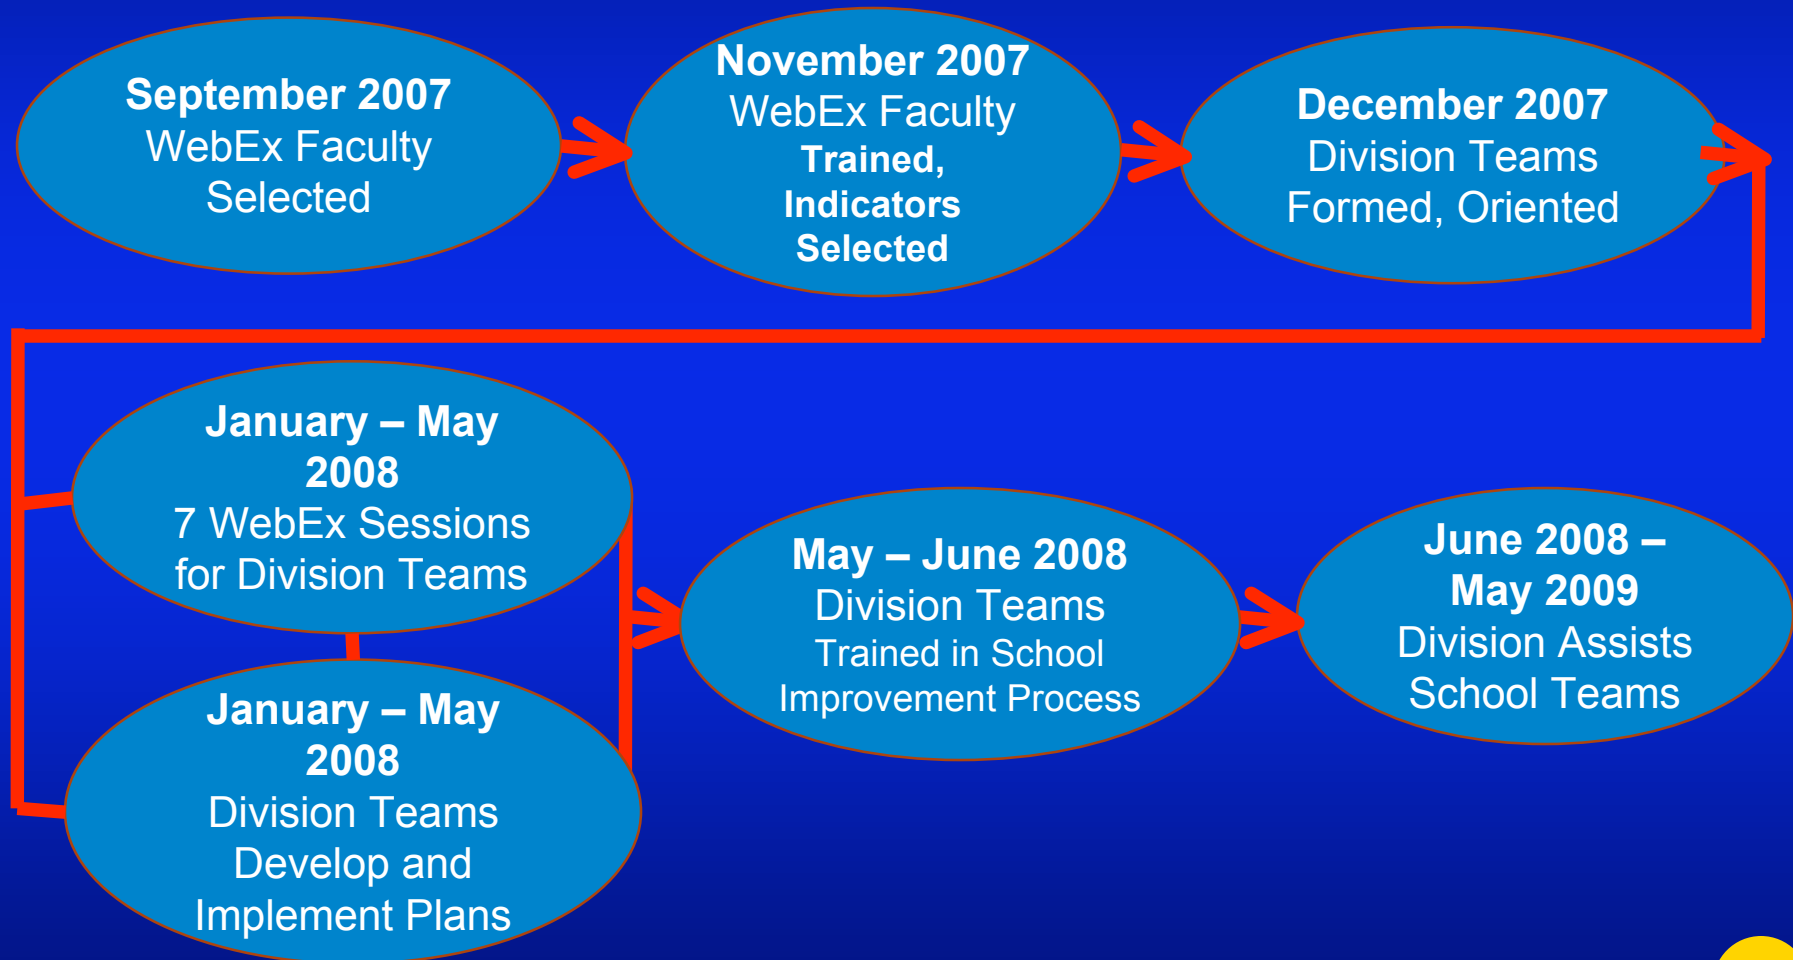 September 2007
WebEx Faculty
Selected
November 2007
WebEx Faculty
Trained,
Indicators
Selected
December 2007
Division Teams
Formed, Oriented
January – May
2008
7 WebEx Sessions
for Division Teams
January – May
2008
Division Teams
Develop and
Implement Plans
May – June 2008
Division Teams
Trained in School
Improvement Process
June 2008 –
May 2009
Division Assists
School Teams